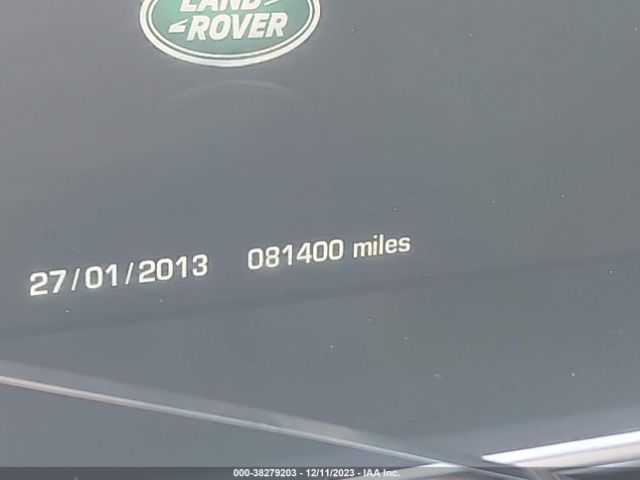 LAND
ROVER
27/01/2013 081400 miles
000-38279203 - 12/11/2023 - IAA Inc.